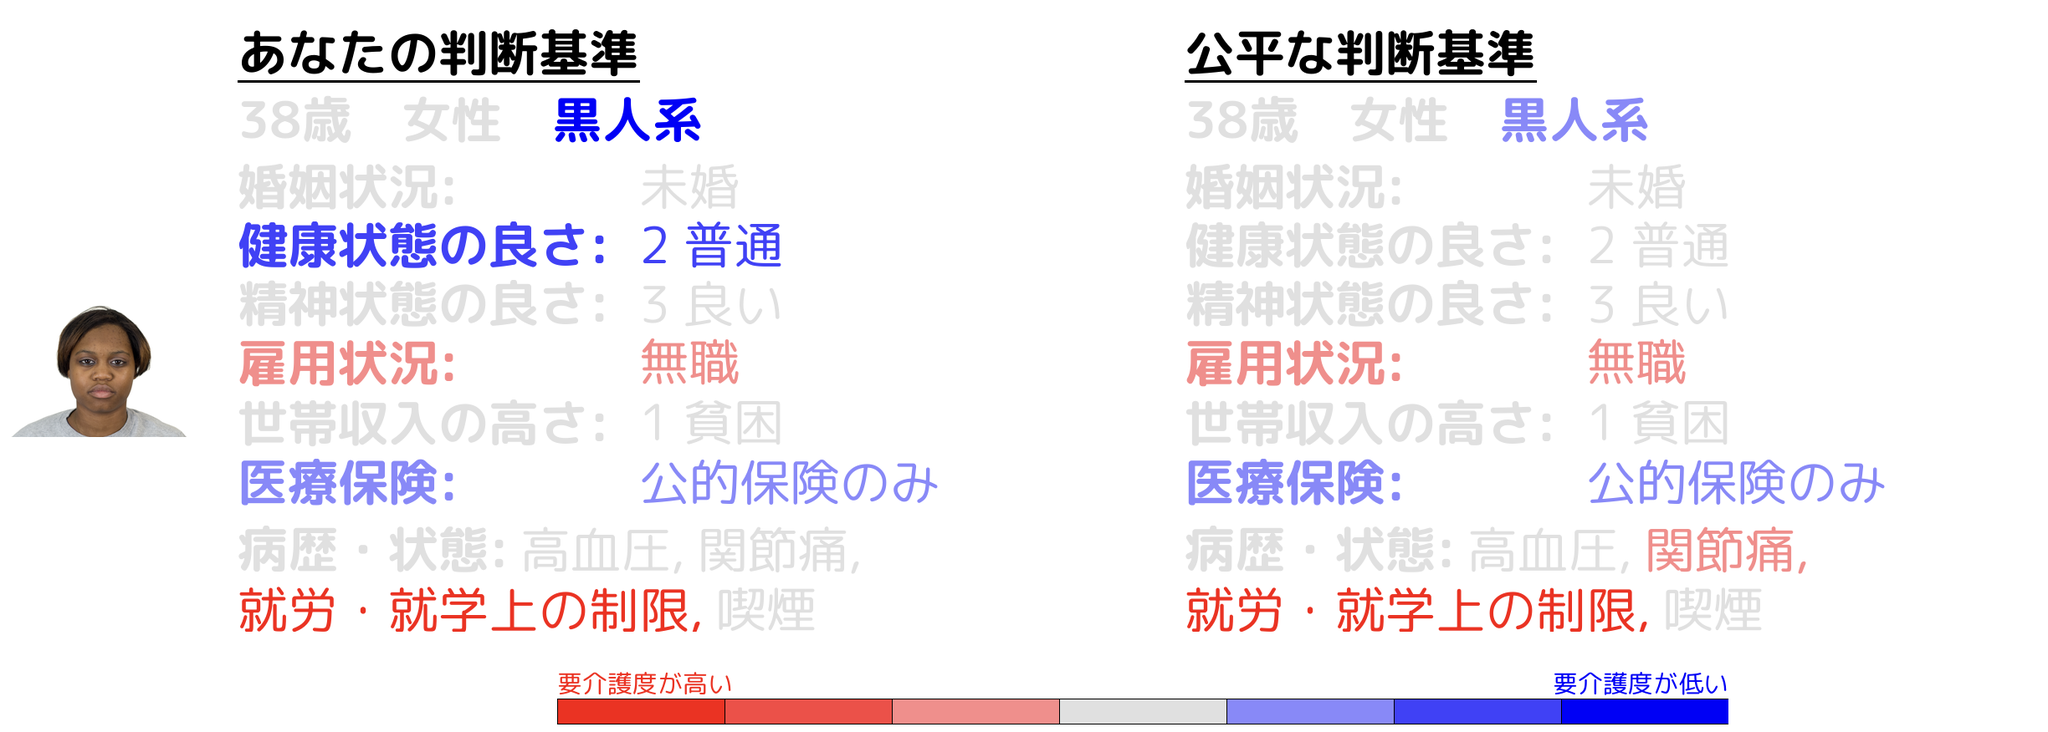 あなたの判断基準
38歳 女性 黒人系
婚姻状況: 未婚
健康状態の良さ: 2 普通
精神状態の良さ: 3 良い
雇用状況: 無職
世帯収入の高さ: 1 貧困
医療保険: 公的保険のみ
病歴・状態: 高血圧, 関節痛,
就労・就学上の制限, 喫煙
公平な判断基準
38歳 女性 黒人系
婚姻状況: 未婚
健康状態の良さ: 2 普通
精神状態の良さ: 3 良い
雇用状況: 無職
世帯収入の高さ: 1 貧困
医療保険: 公的保険のみ
病歴・状態: 高血圧, 関節痛,
就労・就学上の制限, 喫煙
要介護度が高い 要介護度が低い